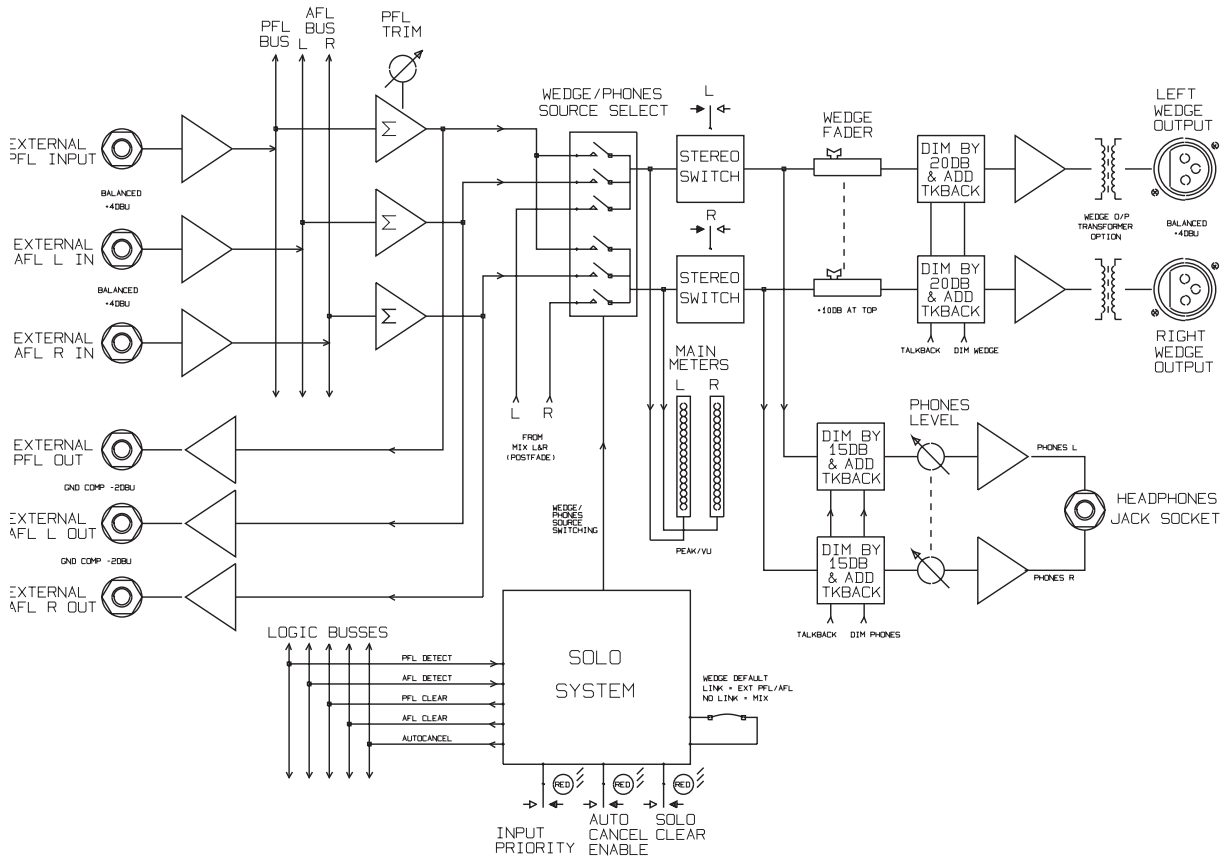 PFL
BUS
AFL
BUS
L R
PFL
TRIM
WEDGE/PHONES
SOURCE SELECT
L
WEDGE
FADER
LEFT
WEDGE
OUTPUT
EXTERNAL
PFL INPUT
Σ
STEREO
SWITCH
DIM BY
20DB
& ADD
TKBACK
BALANCED
+4DBU
Σ
R
WEDGE O/P
TRANSFORMER
OPTION
BALANCED
+4DBU
EXTERNAL
AFL L IN
STEREO
SWITCH
DIM BY
20DB
& ADD
TKBACK
BALANCED
+4DBU
Σ
+10DB AT TOP
EXTERNAL
AFL R IN
TALKBACK DIM WEDGE
RIGHT
WEDGE
OUTPUT
MAIN
METERS
L R
L R
FROM
MIX L&R
(POSTFADE)
PHONES
LEVEL
EXTERNAL
PFL OUT
DIM BY
15DB
& ADD
TKBACK
PHONES L
GND COMP -2DBU
HEADPHONES
JACK SOCKET
EXTERNAL
AFL L OUT
WEDGE/
PHONES
SOURCE
SWITCHING
PEAK/VU
GND COMP -2DBU
DIM BY
15DB
& ADD
TKBACK
PHONES R
EXTERNAL
AFL R OUT
TALKBACK DIM PHONES
LOGIC BUSSES
PFL DETECT
AFL DETECT
PFL CLEAR
AFL CLEAR
AUTOCANCEL
SOLO
SYSTEM
WEDGE DEFAULT
LINK = EXT PFL/AFL
NO LINK = MIX
RED RED RED
INPUT
PRIORITY
AUTO
CANCEL
ENABLE
SOLO
CLEAR